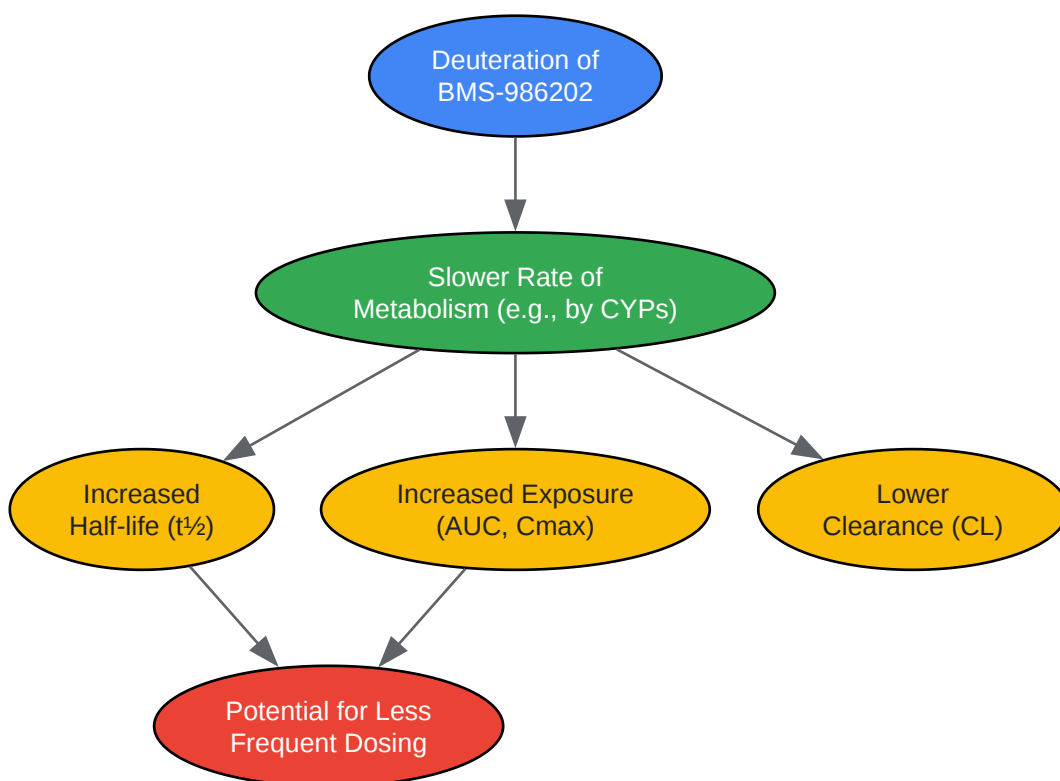 Deuteration of
BMS-986202
Slower Rate of
Metabolism (e.g., by CYPs)
Increased
Half-life (t½)
Increased Exposure
(AUC, Cmax)
Lower
Clearance (CL)
Potential for Less
Frequent Dosing